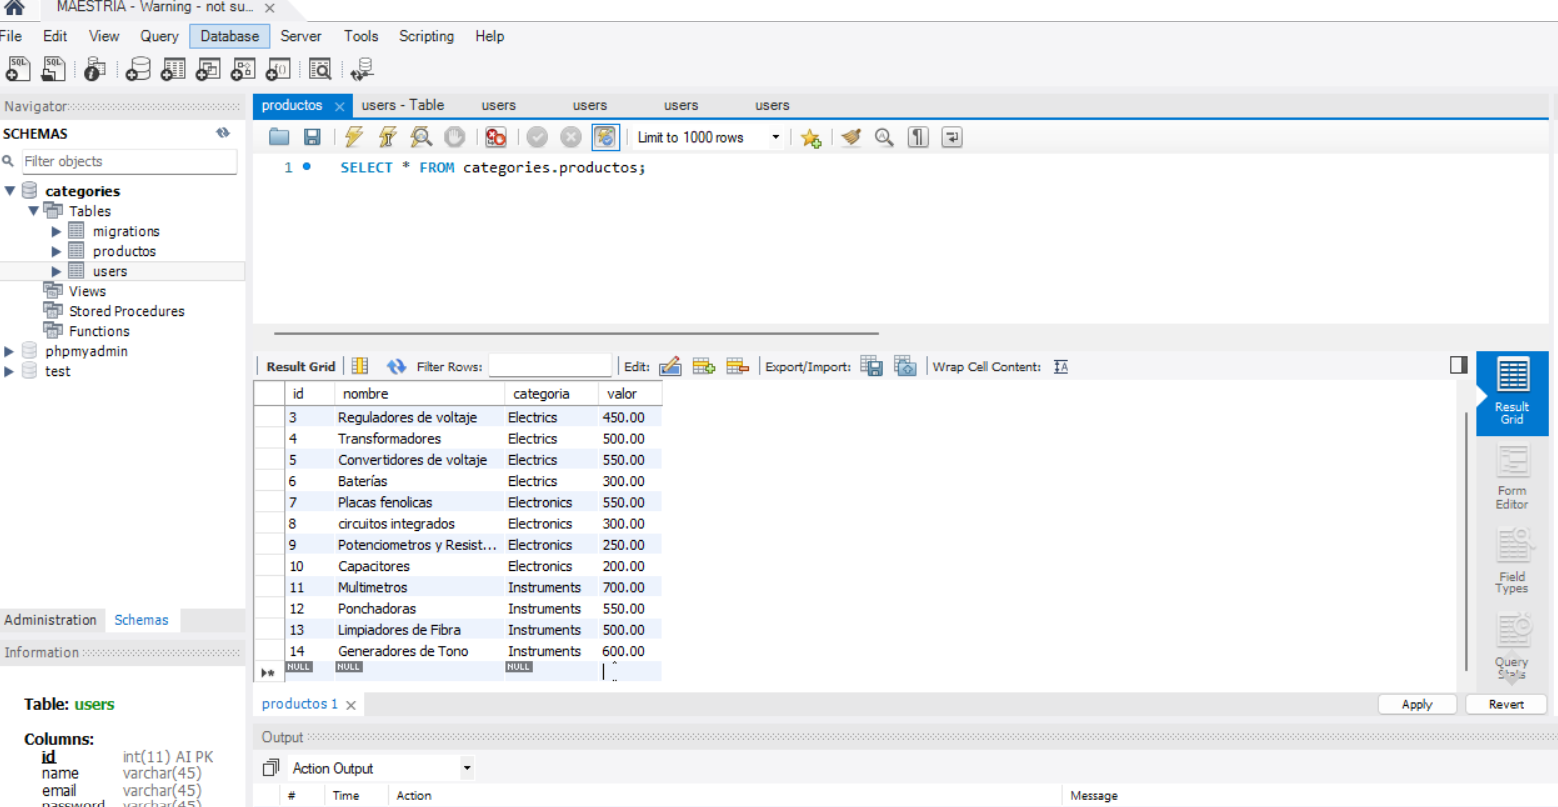 MAESTRIA - Warning - not su...
File Edit View Query Database Server Tools Scripting Help
SQL SQL
Navigator
SCHEMAS
Filter objects
categories
Tables
migrations
productos
users
Views
Stored Procedures
Functions
phpmyadmin
test
Administration Schemas
Information
Table: users
Columns:
id int(11) AI PK
name varchar(45)
email varchar(45)
password varchar(45)
productos users - Table users users users users
Limit to 1000 rows
1 SELECT * FROM categories.productos;
Result Grid Filter Rows: Edit: Export/Import: Wrap Cell Content:
id nombre categoria valor
3 Reguladores de voltaje Electrics 450.00
4 Transformadores Electrics 500.00
5 Convertidores de voltaje Electrics 550.00
6 Baterías Electrics 300.00
7 Placas fenolicas Electronics 550.00
8 circuitos integrados Electronics 300.00
9 Potenciometros y Resist... Electronics 250.00
10 Capacitores Electronics 200.00
11 Multimetros Instruments 700.00
12 Ponchadoras Instruments 550.00
13 Limpiadores de Fibra Instruments 500.00
14 Generadores de Tono Instruments 600.00
NULL NULL NULL
Result
Grid
Form
Editor
Field
Types
Query
Stats
productos 1 Apply Revert
Output
Action Output
# Time Action Message